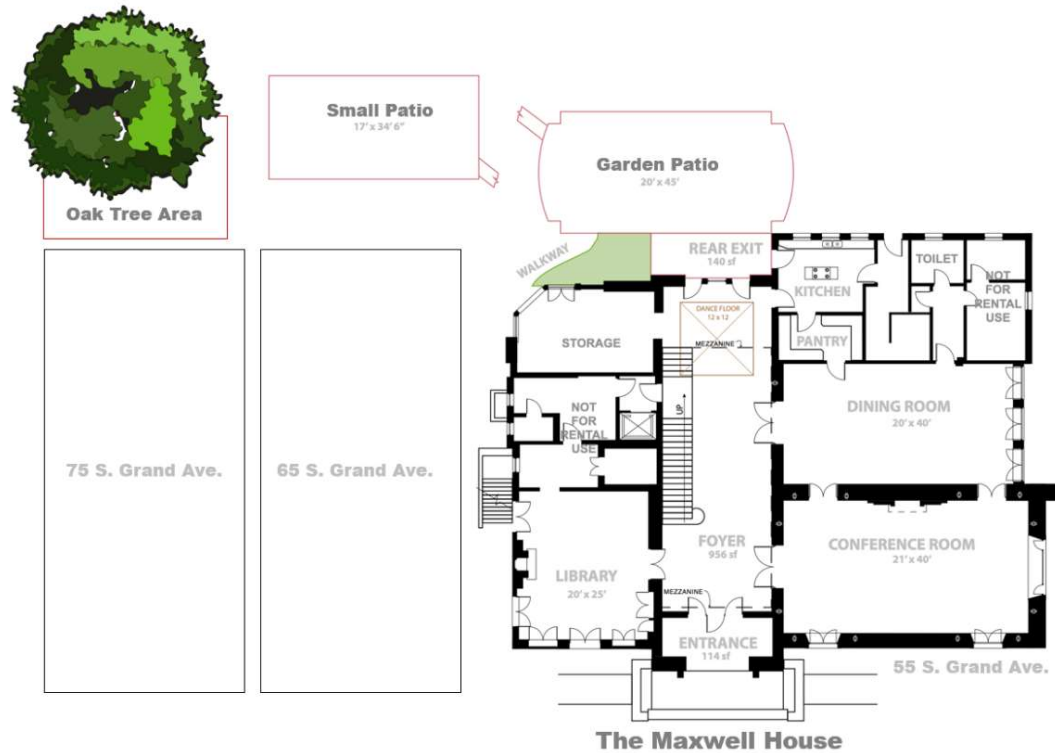 Small Patio
17' x 34' 6"
Garden Patio
20' x 45'
Oak Tree Area
WALKWAY
REAR EXIT
140 sf
TOILET
KITCHEN
NOT
FOR
RENTAL
USE
DANCE FLOOR
12 x 12
PANTRY
STORAGE
MEZZANINE
UP
NOT
FOR
RENTAL
USE
DINING ROOM
20' x 40'
75 S. Grand Ave.
65 S. Grand Ave.
FOYER
956 sf
CONFERENCE ROOM
21' x 40'
LIBRARY
20' x 25'
MEZZANINE
ENTRANCE
114 sf
55 S. Grand Ave.
The Maxwell House